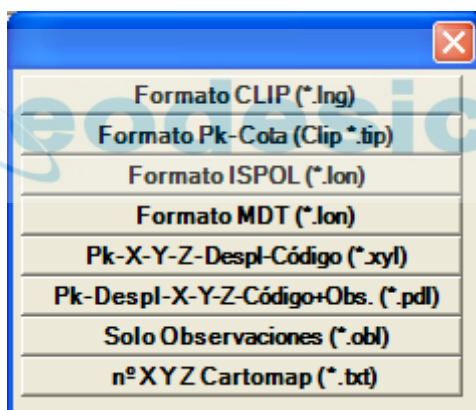 Formato CLIP (*.lng)
Formato Pk-Cota (Clip *.tip)
Formato ISPOL (*.lon)
Formato MDT (*.lon)
Pk-X-Y-Z-Despl-Código (*.xyl)
Pk-Despl-X-Y-Z-Código+Obs. (*.pdl)
Solo Observaciones (*.obl)
nº X Y Z Cartomap (*.txt)